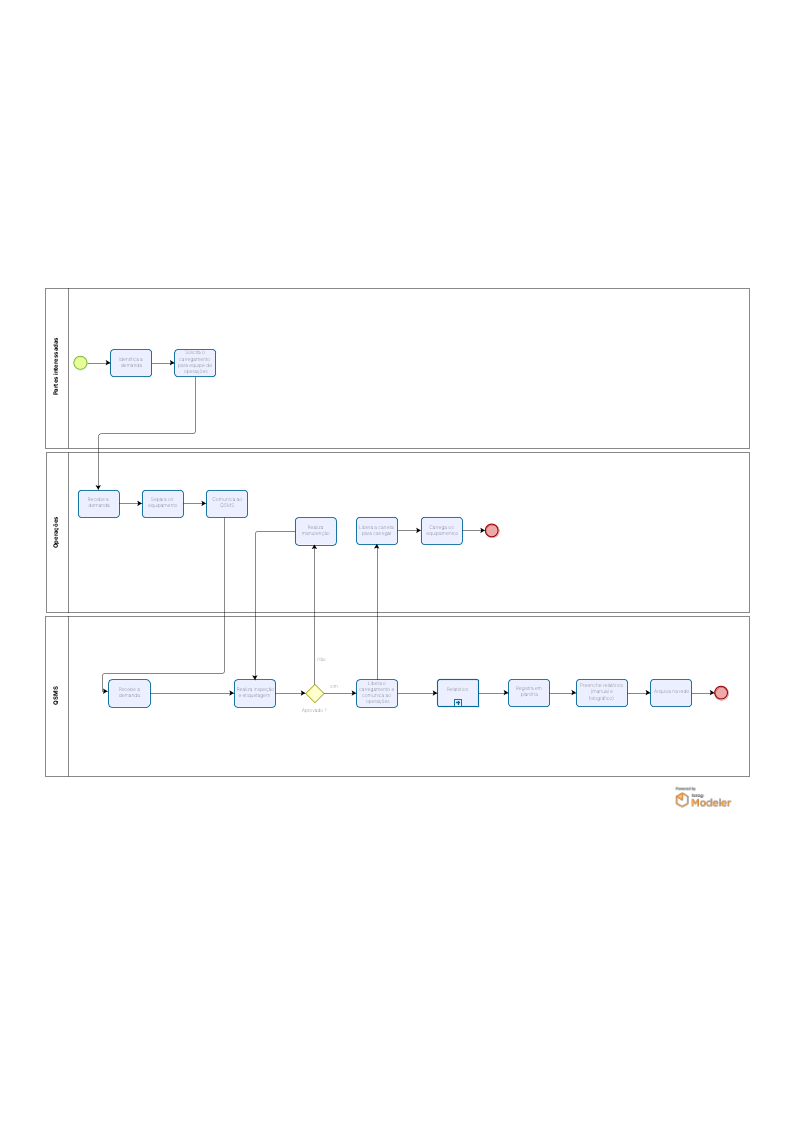 Partes interessadas
Identifica a
demanda
Solicita o
carregamento
para equipe de
operações
Operações
Recebe a
demanda
Separa os
equipamento
Comunica ao
QSMS
Realiza
manutenção
Libera a carreta
para carregar
Carrega os
equipamentos
QSMS
não
Recebe a
demanda
Realiza inspeção
e etiquetagem
sim
Aprovado ?
Libera o
carregamento e
comunica ao
operações
Relatório
Registra em
planilha
Preenche relatórios
(manual e
fotográfico)
Arquiva na rede
Powered by
bizagi
Modeler